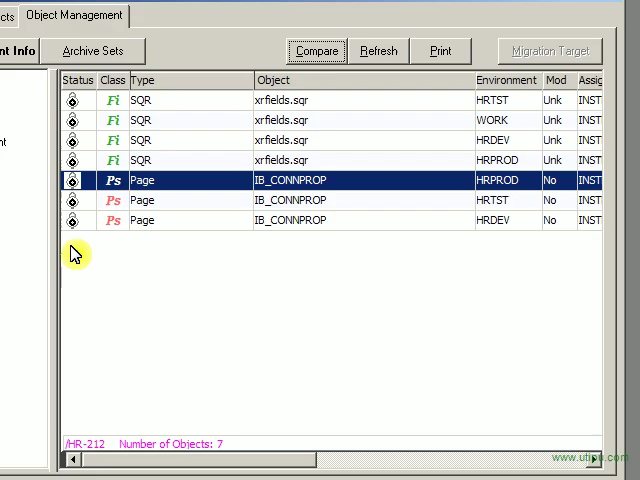 cts Object Management
nt Info Archive Sets Compare Refresh Print Migration Target
Status Class Type Object Environment Mod Assig
Fi SQR xrfields.sqr HRTST Unk INST
nt Fi SQR xrfields.sqr WORK Unk INST
Fi SQR xrfields.sqr HRDEV Unk INST
Fi SQR xrfields.sqr HRPROD Unk INST
Ps Page IB_CONNPROP HRPROD No INST
Ps Page IB_CONNPROP HRTST No INST
Ps Page IB_CONNPROP HRDEV No INST
/HR-212 Number of Objects: 7
www.utipu.com